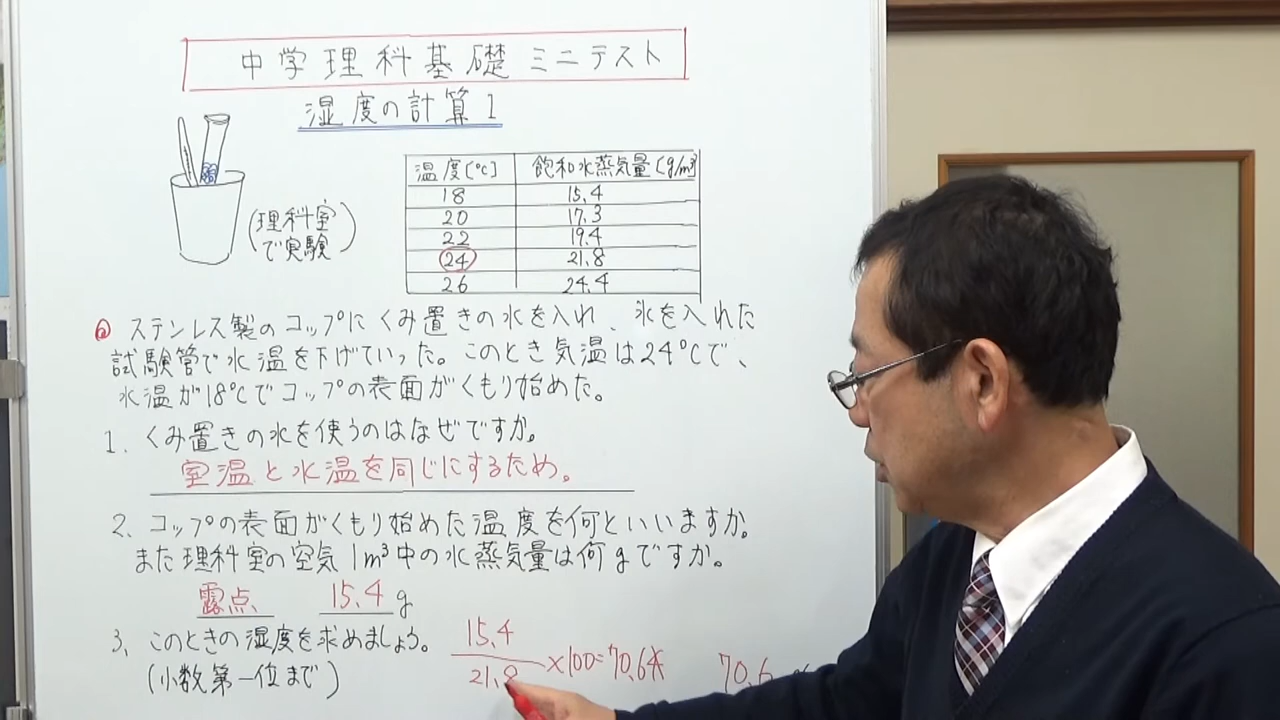 中学理科基礎ミニテスト
湿度の計算1
(理科室
で実験)
温度[℃] 飽和水蒸気量[g/m³]
18 15.4
20 17.3
22 19.4
24 21.8
26 24.4
ステンレス製のコップにくみ置きの水を入れ、氷を入れた
試験管で水温を下げていった。このとき気温は24℃で、
水温が18℃でコップの表面がくもり始めた。
1. くみ置きの水を使うのはなぜですか。
室温と水温を同じにするため。
2. コップの表面がくもり始めた温度を何といいますか。
また理科室の空気1m³中の水蒸気量は何gですか。
露点 15.4g
3、このときの湿度を求めましょう。
(小数第一位まで)
15.4
21.8
×100=70.64
70.6